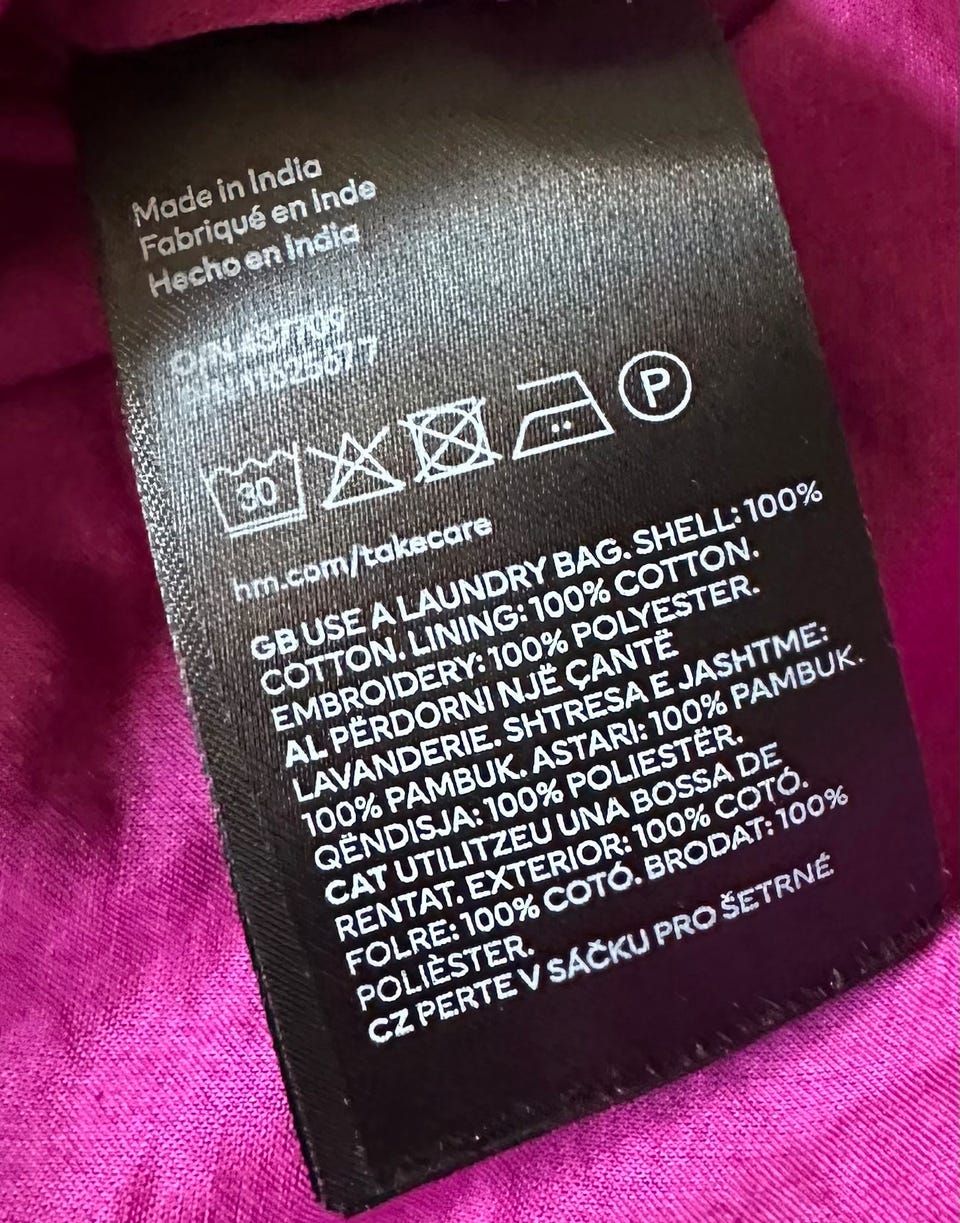 Made in India
Fabriqué en Inde
Hecho en India
30
P
hm.com/takecare
GB USE A LAUNDRY BAG. SHELL: 100%
COTTON. LINING: 100% COTTON.
EMBROIDERY: 100% POLYESTER.
AL PËRDORNI NJË ÇANTË
LAVANDERIE. SHTRESA E JASHTME:
100% PAMBUK. ASTARI: 100% PAMBUK.
QËNDISJA: 100% POLIESTËR.
CAT UTILITZEU UNA BOSSA DE
RENTAT. EXTERIOR: 100% COTÓ.
FOLRE: 100% COTÓ. BRODAT: 100%
POLIÈSTER.
CZ PERTE V SÁČKU PRO ŠETRNÉ